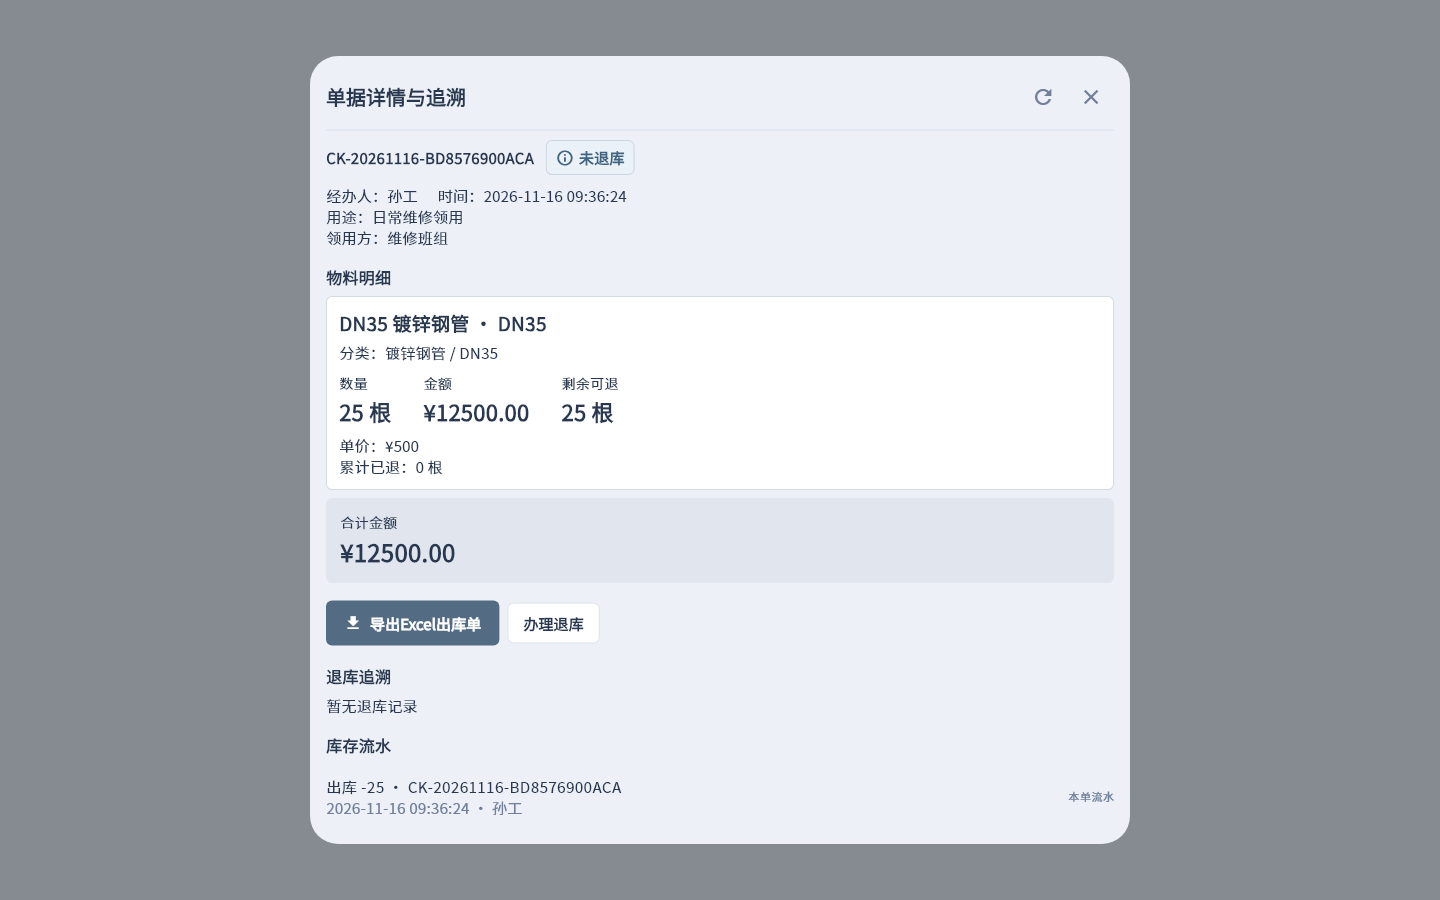 单据详情与追溯
CK-20261116-BD8576900ACA 未退库
经办人：孙工 时间：2026-11-16 09:36:24
用途：日常维修领用
领用方：维修班组
物料明细
DN35 镀锌钢管 · DN35
分类：镀锌钢管 / DN35
数量 金额 剩余可退
25 根 ¥12500.00 25 根
单价：¥500
累计已退：0 根
合计金额
¥12500.00
导出Excel出库单 办理退库
退库追溯
暂无退库记录
库存流水
出库 -25 · CK-20261116-BD8576900ACA
2026-11-16 09:36:24 · 孙工
本单流水